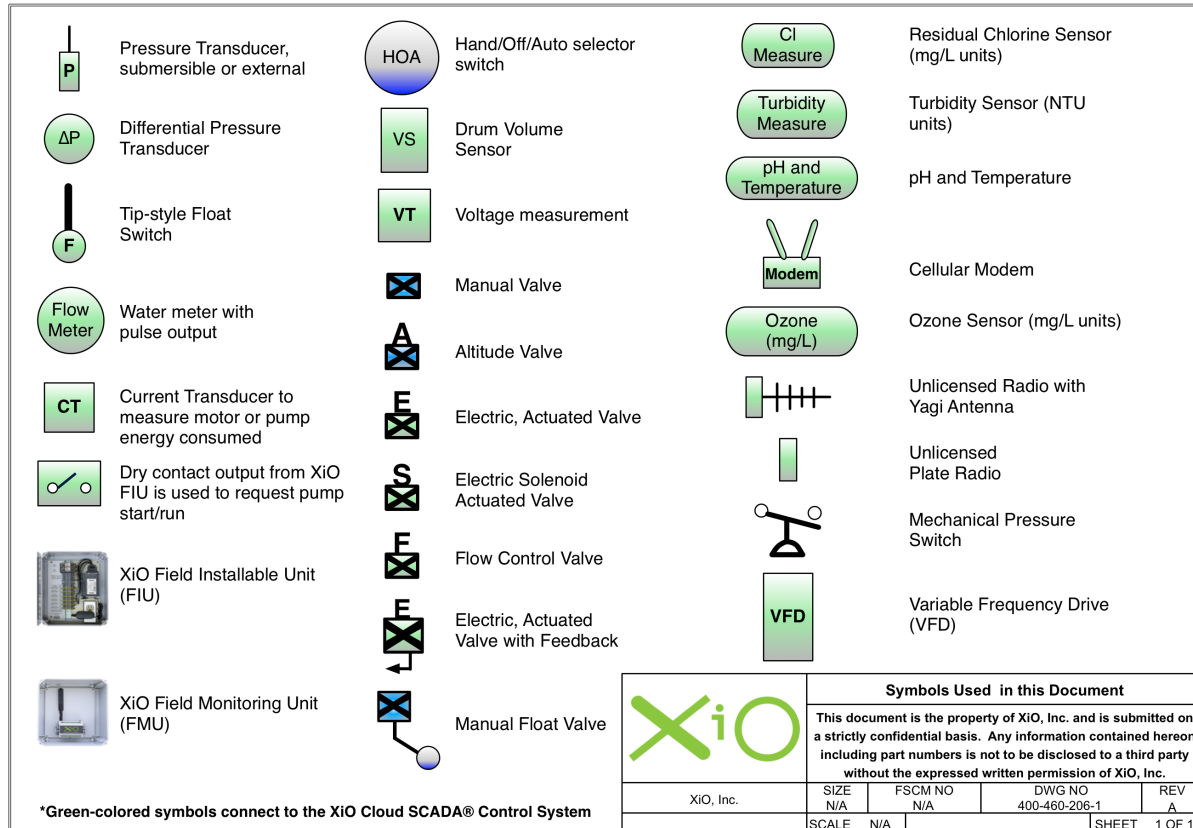 P
Pressure Transducer,
submersible or external
ΔP
Differential Pressure
Transducer
F
Tip-style Float
Switch
Flow
Meter
Water meter with
pulse output
CT
Current Transducer to
measure motor or pump
energy consumed
Dry contact output from XiO
FIU is used to request pump
start/run
XiO Field Installable Unit
(FIU)
XiO Field Monitoring Unit
(FMU)
HOA
Hand/Off/Auto selector
switch
VS
Drum Volume
Sensor
VT
Voltage measurement
Manual Valve
A
Altitude Valve
E
Electric, Actuated Valve
S
Electric Solenoid
Actuated Valve
F
Flow Control Valve
E
Electric, Actuated
Valve with Feedback
Manual Float Valve
Cl
Measure
Residual Chlorine Sensor
(mg/L units)
Turbidity
Measure
Turbidity Sensor (NTU
units)
pH and
Temperature
pH and Temperature
Modem
Cellular Modem
Ozone
(mg/L)
Ozone Sensor (mg/L units)
Unlicensed Radio with
Yagi Antenna
Unlicensed
Plate Radio
Mechanical Pressure
Switch
VFD
Variable Frequency Drive
(VFD)
*Green-colored symbols connect to the XiO Cloud SCADA® Control System
XiO
Symbols Used in this Document
This document is the property of XiO, Inc. and is submitted on
a strictly confidential basis. Any information contained hereon
including part numbers is not to be disclosed to a third party
without the expressed written permission of XiO, Inc.
XiO, Inc.
SIZE
N/A
FSCM NO
N/A
DWG NO
400-460-206-1
REV
A
SCALE N/A
SHEET 1 OF 1